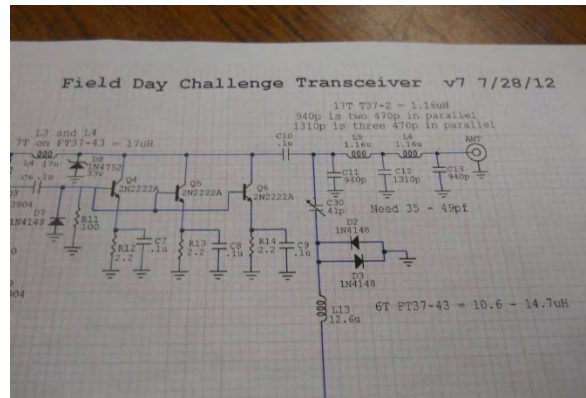 Field Day Challenge Transceiver v7 7/28/12
17T T37-2 = 1.16uH
940p is two 470p in parallel
1310p is three 470p in parallel
L3 and L4
7T on FT37-43 = 17uH
L4 17u
D8
1N4752
33V
C6 .1u
Q4
2N2222A
Q5
2N2222A
Q6
2N2222A
C10
.1u
L5
1.16u
L6
1.16u
ANT
C11
940p
C12
1310p
C13
940p
3904
D7
1N4148
R11
100
C30
41p
Need 35 - 49pf
R12
2.2
C7
.1u
R13
2.2
C8
.1u
R14
2.2
C9
.1u
D2
1N4148
D3
1N4148
904
L13
12.6u
6T FT37-43 = 10.6 - 14.7uH